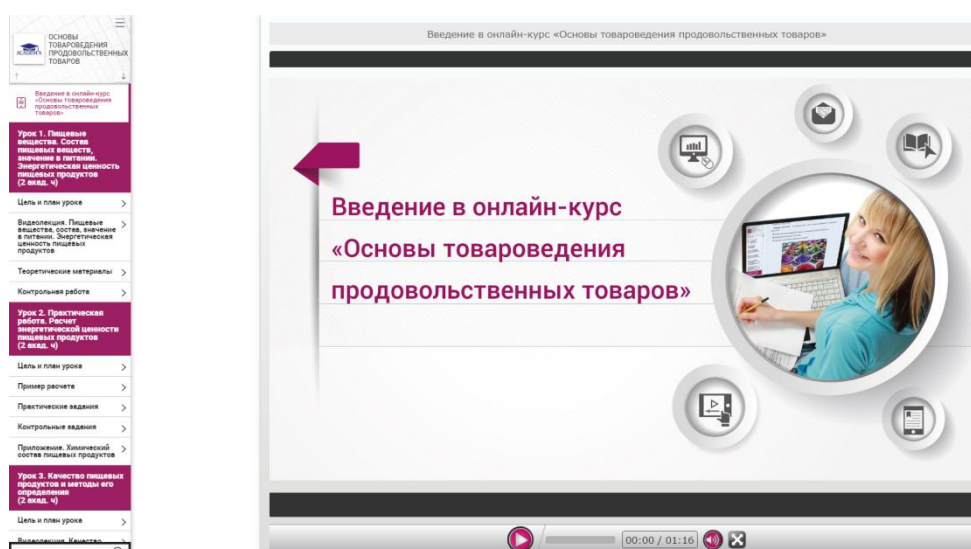 ОСНОВЫ
ТОВАРОВЕДЕНИЯ
ПРОДОВОЛЬСТВЕННЫХ
ТОВАРОВ
Введение в онлайн-курс
«Основы товароведения
продовольственных
товаров»
Урок 1. Пищевые
вещества. Состав
пищевых веществ,
значение в питании.
Энергетическая ценность
пищевых продуктов
(2 акад. ч)
Цель и план урока
Видеолекция. Пищевые
вещества, состав, значение
в питании. Энергетическая
ценность пищевых
продуктов
Теоретические материалы
Контрольная работа
Урок 2. Практическая
работа. Расчет
энергетической ценности
пищевых продуктов
(2 акад. ч)
Цель и план урока
Пример расчета
Практические задания
Контрольные задания
Приложение. Химический
состав пищевых продуктов
Урок 3. Качество пищевых
продуктов и методы его
определения
(2 акад. ч)
Цель и план урока
Видеолекция. Качество
Введение в онлайн-курс «Основы товароведения продовольственных товаров»
Введение в онлайн-курс
«Основы товароведения
продовольственных товаров»
00:00 / 01:16